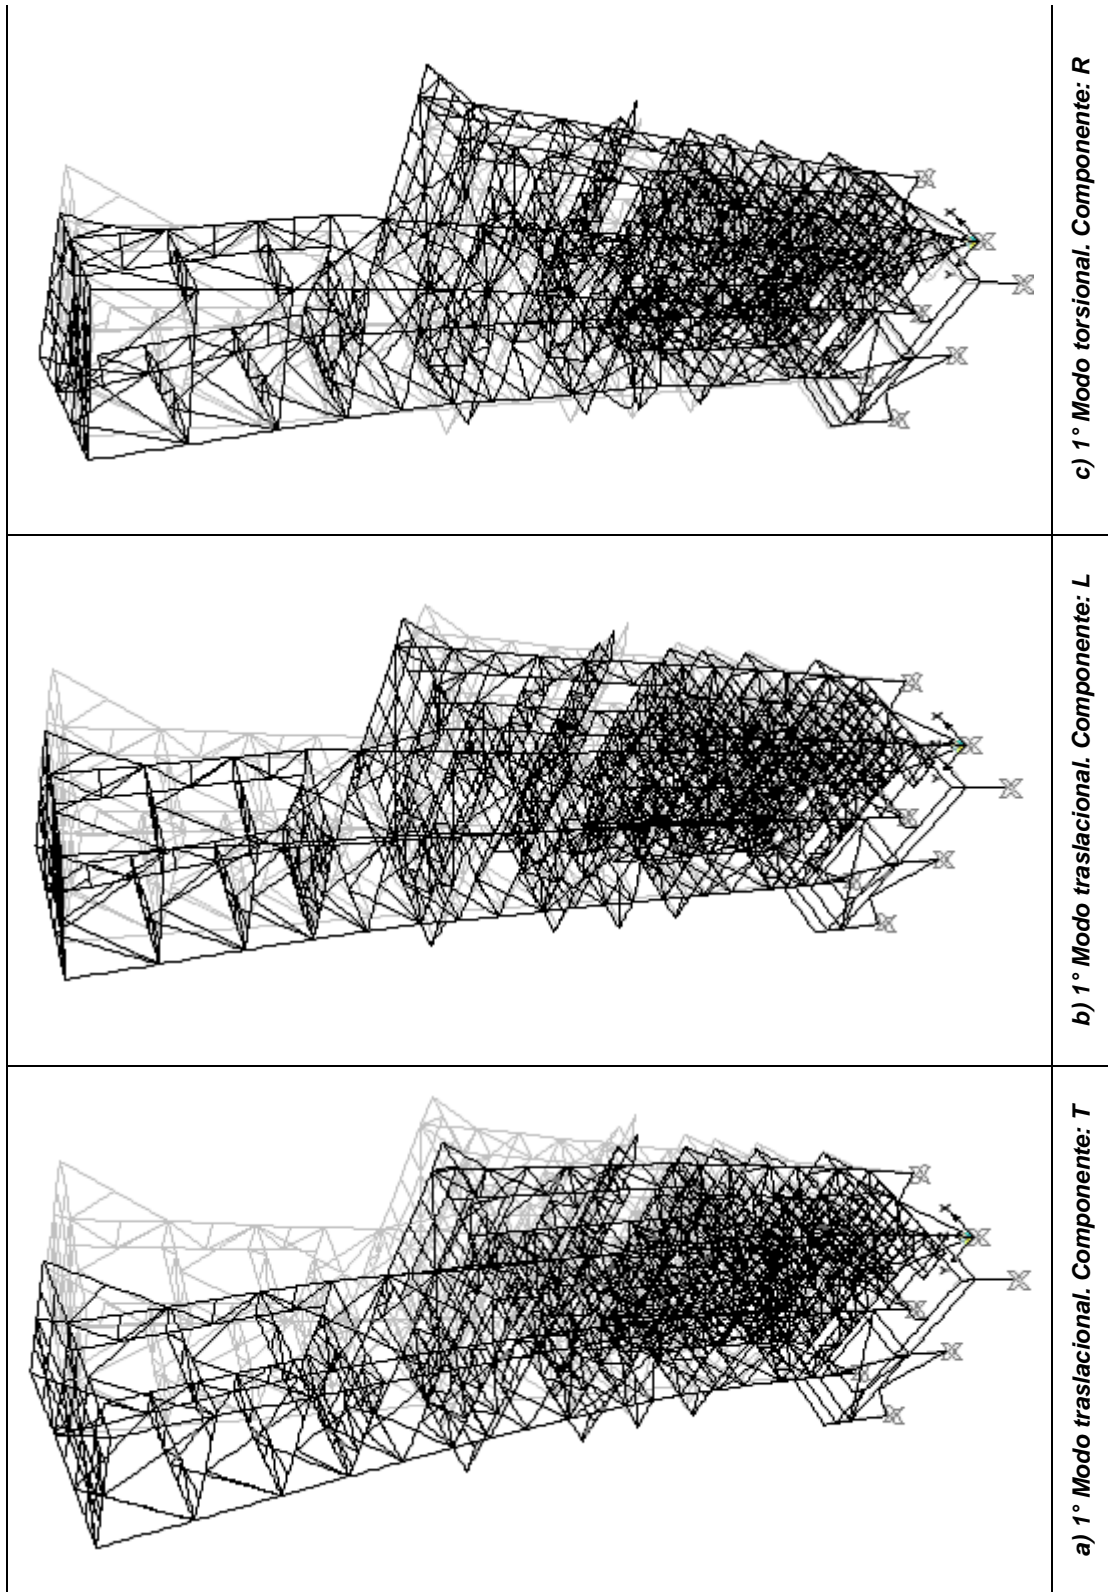 a) 1° Modo traslacional. Componente: T
b) 1° Modo traslacional. Componente: L
c) 1° Modo torsional. Componente: R